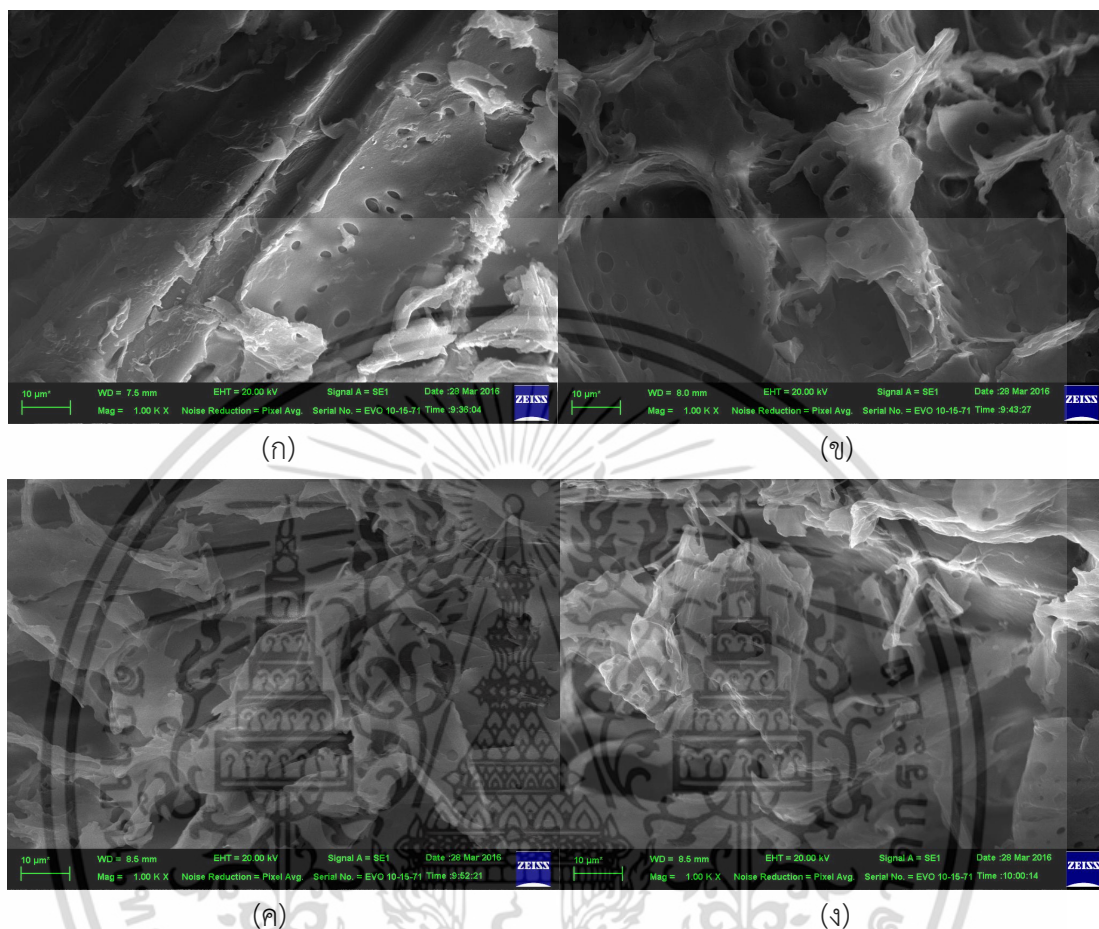 10 µm* WD = 7.5 mm EHT = 20.00 kV Signal A = SE1 Date :28 Mar 2016 ZEISS
Mag = 1.00 K X Noise Reduction = Pixel Avg. Serial No. = EVO 10-15-71 Time :9:36:04
(ก)
10 µm* WD = 8.0 mm EHT = 20.00 kV Signal A = SE1 Date :28 Mar 2016 ZEISS
Mag = 1.00 K X Noise Reduction = Pixel Avg. Serial No. = EVO 10-15-71 Time :9:43:27
(ข)
10 µm* WD = 8.5 mm EHT = 20.00 kV Signal A = SE1 Date :28 Mar 2016 ZEISS
Mag = 1.00 K X Noise Reduction = Pixel Avg. Serial No. = EVO 10-15-71 Time :9:52:21
(ค)
10 µm* WD = 8.5 mm EHT = 20.00 kV Signal A = SE1 Date :28 Mar 2016 ZEISS
Mag = 1.00 K X Noise Reduction = Pixel Avg. Serial No. = EVO 10-15-71 Time :10:00:14
(ง)